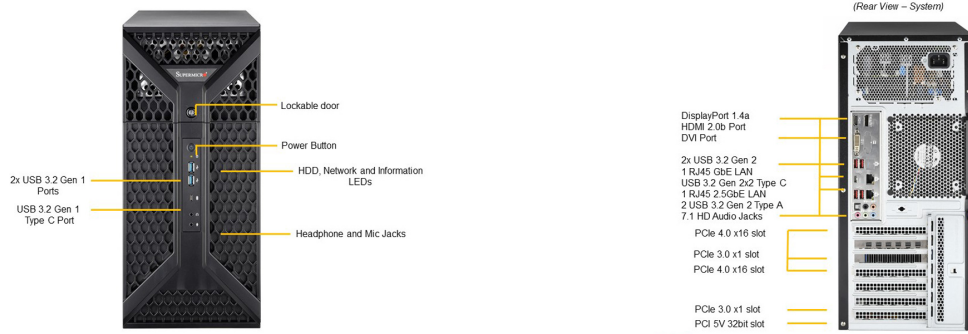 (Rear View – System)
SUPERMICRO
Lockable door
Power Button
HDD, Network and Information
LEDs
2x USB 3.2 Gen 1
Ports
USB 3.2 Gen 1
Type C Port
Headphone and Mic Jacks
DisplayPort 1.4a
HDMI 2.0b Port
DVI Port
2x USB 3.2 Gen 2
1 RJ45 GbE LAN
USB 3.2 Gen 2x2 Type C
1 RJ45 2.5GbE LAN
2 USB 3.2 Gen 2 Type A
7.1 HD Audio Jacks
PCIe 4.0 x16 slot
PCIe 3.0 x1 slot
PCIe 4.0 x16 slot
PCIe 3.0 x1 slot
PCI 5V 32bit slot